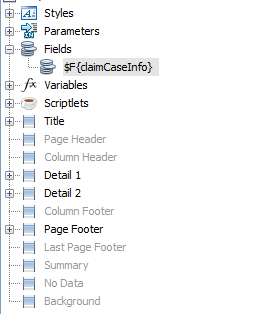 Styles
Parameters
Fields
$F{claimCaseInfo}
Variables
Scriptlets
Title
Page Header
Column Header
Detail 1
Detail 2
Column Footer
Page Footer
Last Page Footer
Summary
No Data
Background